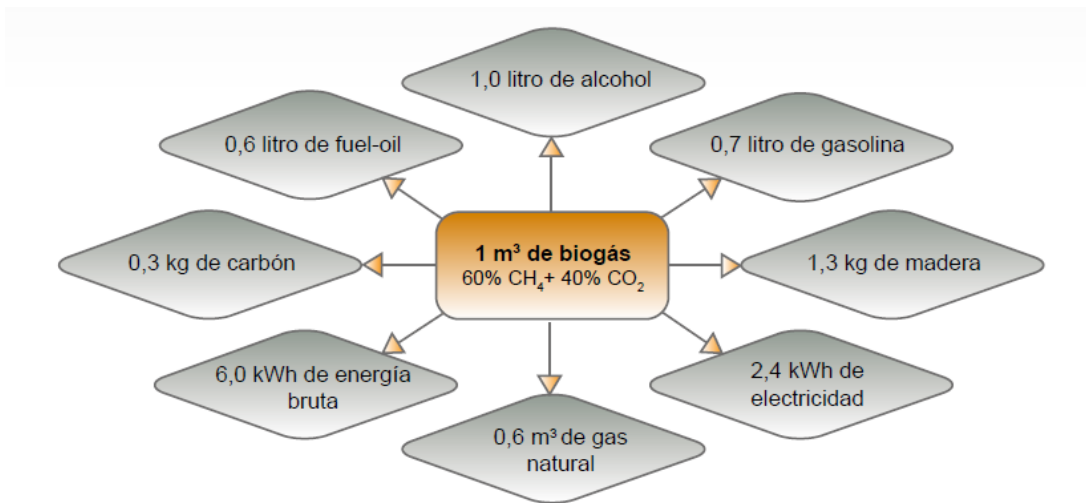 1,0 litro de alcohol
0,6 litro de fuel-oil
0,7 litro de gasolina
1 m³ de biogás
60% CH₄+ 40% CO₂
0,3 kg de carbón
1,3 kg de madera
6,0 kWh de energía
bruta
2,4 kWh de
electricidad
0,6 m³ de gas
natural